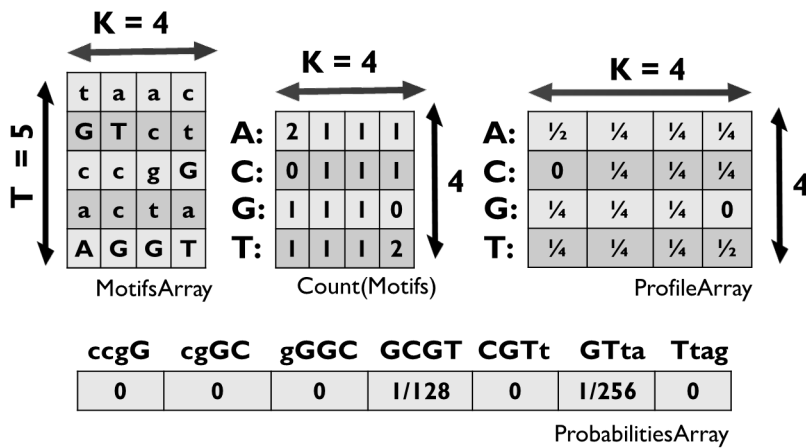 K = 4
T = 5
t a a c
G T c t
c c g G
a c t a
A G G T
MotifsArray
K = 4
A: 2 1 1 1
C: 0 1 1 1
G: 1 1 1 0
T: 1 1 1 2
4
Count(Motifs)
K = 4
A: ½ ¼ ¼ ¼
C: 0 ¼ ¼ ¼
G: ¼ ¼ ¼ 0
T: ¼ ¼ ¼ ½
4
ProfileArray
ccgG cgGC gGGC GCGT CGTt GTta Ttag
0 0 0 1/128 0 1/256 0
ProbabilitiesArray